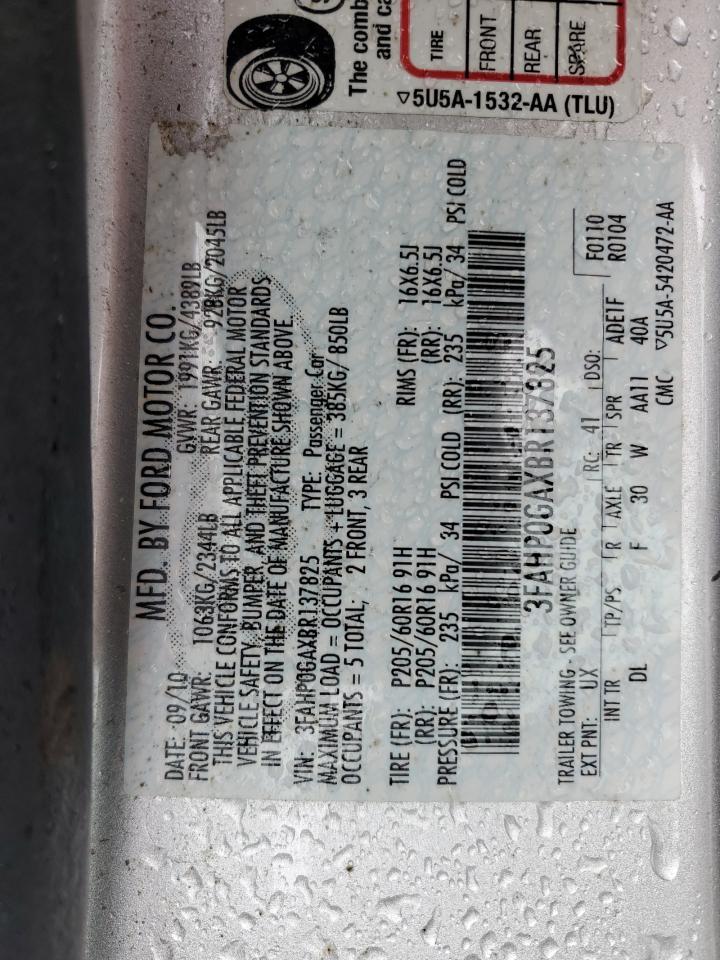 The comb
and ca
TIRE
FRONT
REAR
SPARE
▽5U5A-1532-AA (TLU)
MFD. BY FORD MOTOR CO.
DATE: 09/10 GVWR: 1991KG/4389LB
FRONT GAWR: 1063KG/2344LB REAR GAWR: 928KG/2045LB
THIS VEHICLE CONFORMS TO ALL APPLICABLE FEDERAL MOTOR
VEHICLE SAFETY, BUMPER, AND THEFT PREVENTION STANDARDS
IN EFFECT ON THE DATE OF MANUFACTURE SHOWN ABOVE.
VIN: 3FAHP0GAXBR137825 TYPE: Passenger Car
MAXIMUM LOAD = OCCUPANTS + LUGGAGE = 385KG/ 850LB
OCCUPANTS = 5 TOTAL, 2 FRONT, 3 REAR
TIRE (FR): P205/60R16 91H RIMS (FR): 16X6.5J
(RR): P205/60R16 91H (RR): 16X6.5J
PRESSURE (FR): 235 kPa/ 34 PSI COLD (RR): 235 kPa/ 34 PSI COLD
3FAHP0GAXBR137825
TRAILER TOWING - SEE OWNER GUIDE
EXT PNT: UX RC: 41 DSO: F0110
R0104
INT TR TP/PS R AXLE TR SPR ADE1F
DL F 30 W AA11 40A
CMC ▽5U5A-5420472-AA